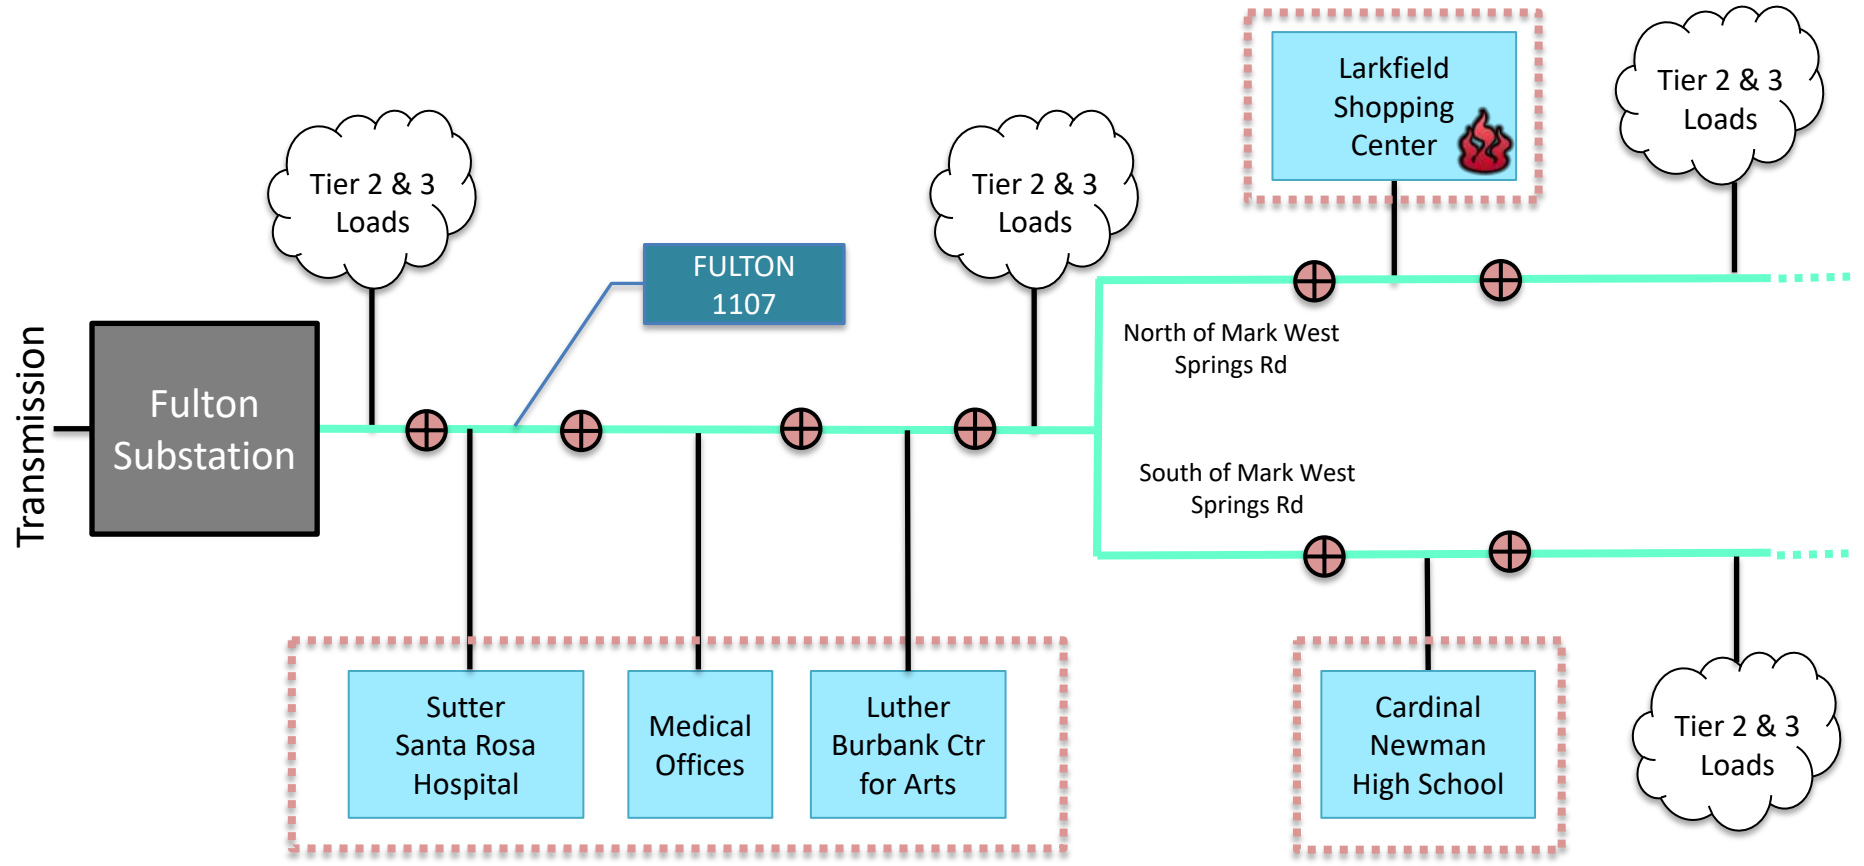 Larkfield
Shopping
Center
Tier 2 & 3
Loads
Tier 2 & 3
Loads
Tier 2 & 3
Loads
FULTON
1107
North of Mark West
Springs Rd
Transmission
Fulton
Substation
South of Mark West
Springs Rd
Sutter
Santa Rosa
Hospital
Medical
Offices
Luther
Burbank Ctr
for Arts
Cardinal
Newman
High School
Tier 2 & 3
Loads